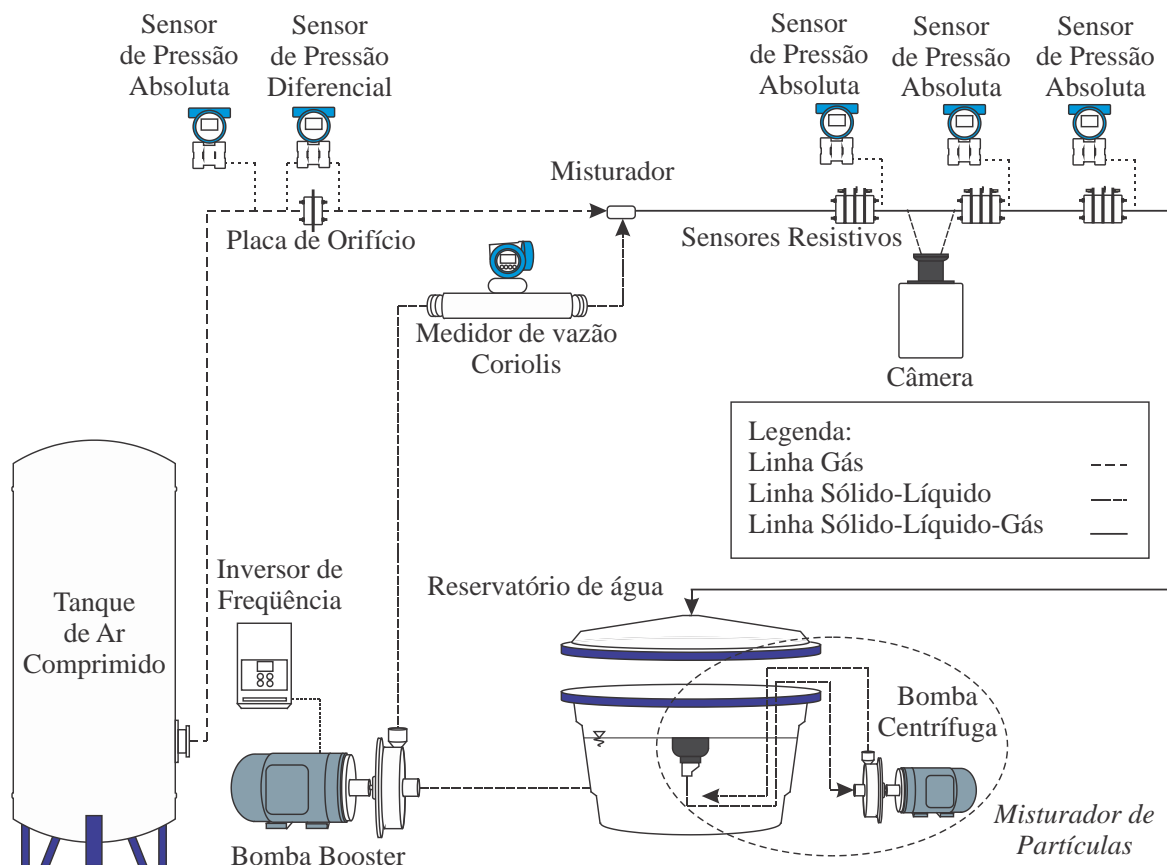 Sensor
de Pressão
Absoluta
Sensor
de Pressão
Diferencial
Sensor
de Pressão
Absoluta
Sensor
de Pressão
Absoluta
Sensor
de Pressão
Absoluta
Misturador
Placa de Orifício
Sensores Resistivos
Medidor de vazão
Coriolis
Câmera
Legenda:
Linha Gás
Linha Sólido-Líquido
Linha Sólido-Líquido-Gás
Inversor de
Freqüência
Reservatório de água
Tanque
de Ar
Comprimido
Bomba
Centrífuga
Misturador de
Partículas
Bomba Booster